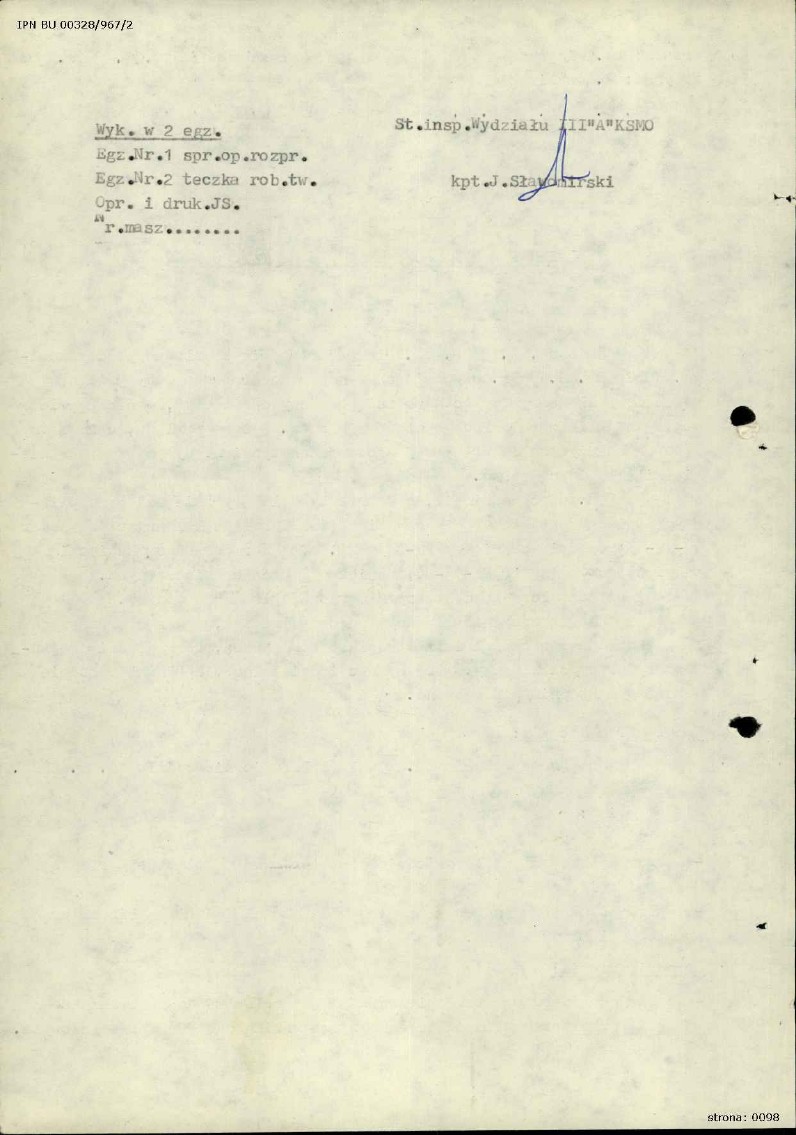 IPN BU 00328/967/2
Wyk. w 2 egz.
Egz.Nr.1 spr.op.rozpr.
Egz.Nr.2 teczka rob.tw.
Opr. i druk.JS.
Nr.masz........
St.insp.Wydziału III"A"KSMO
kpt.J.Sławomirski
strona: 0098